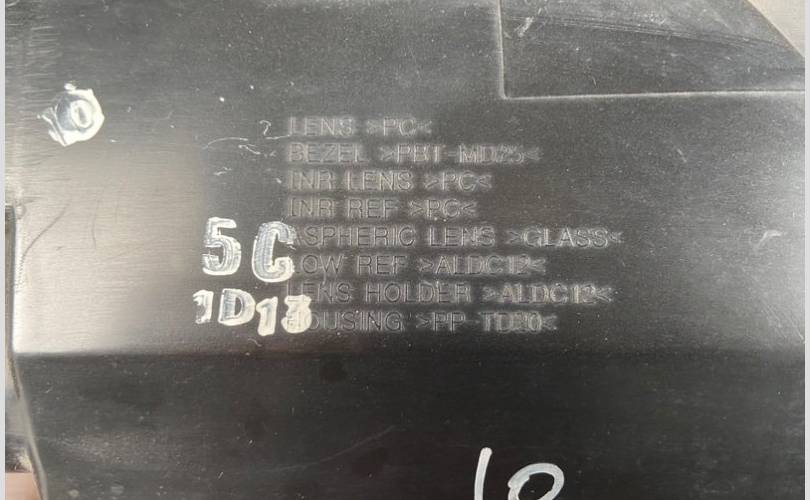 LENS >PC<
BEZEL >PBT-MD25<
INR LENS >PC<
INR REF >PC<
ASPHERIC LENS >GLASS<
LOW REF >ALDC12<
LENS HOLDER >ALDC12<
HOUSING >PP-TD30<
5C
1D13